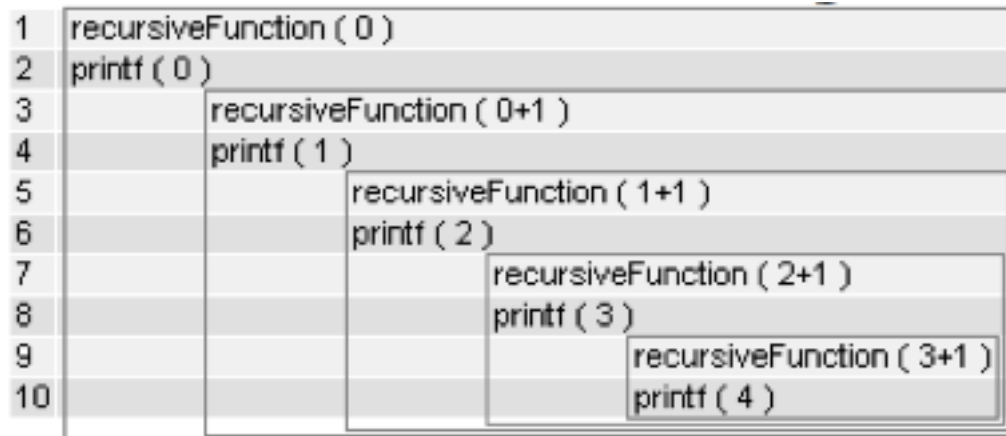 1 recursiveFunction ( 0 )
2 printf ( 0 )
3 recursiveFunction ( 0+1 )
4 printf ( 1 )
5 recursiveFunction ( 1+1 )
6 printf ( 2 )
7 recursiveFunction ( 2+1 )
8 printf ( 3 )
9 recursiveFunction ( 3+1 )
10 printf ( 4 )